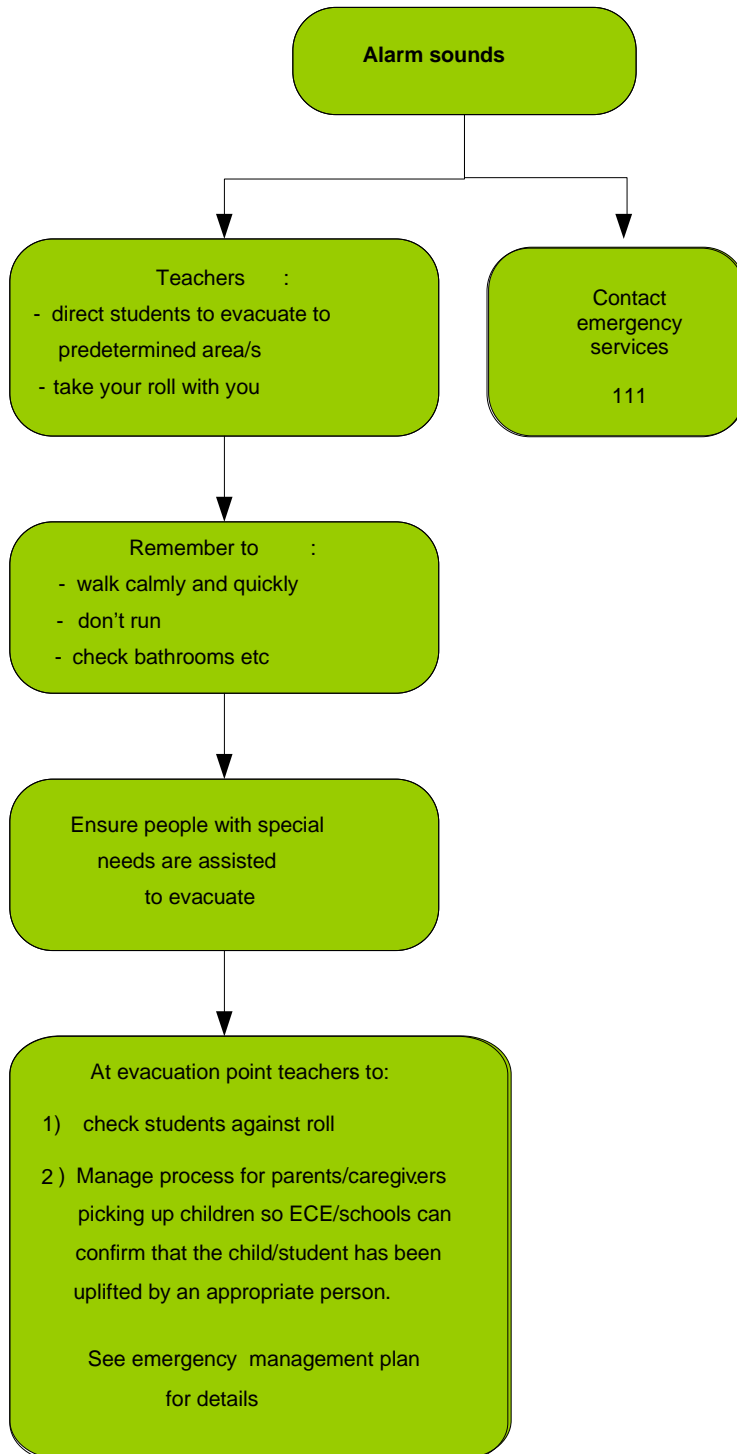 Alarm sounds
Teachers :
- direct students to evacuate to
predetermined area/s
- take your roll with you
Contact
emergency
services
111
Remember to :
- walk calmly and quickly
- don't run
- check bathrooms etc
Ensure people with special
needs are assisted
to evacuate
At evacuation point teachers to:
1) check students against roll
2 ) Manage process for parents/caregivers
picking up children so ECE/schools can
confirm that the child/student has been
uplifted by an appropriate person.
See emergency management plan
for details